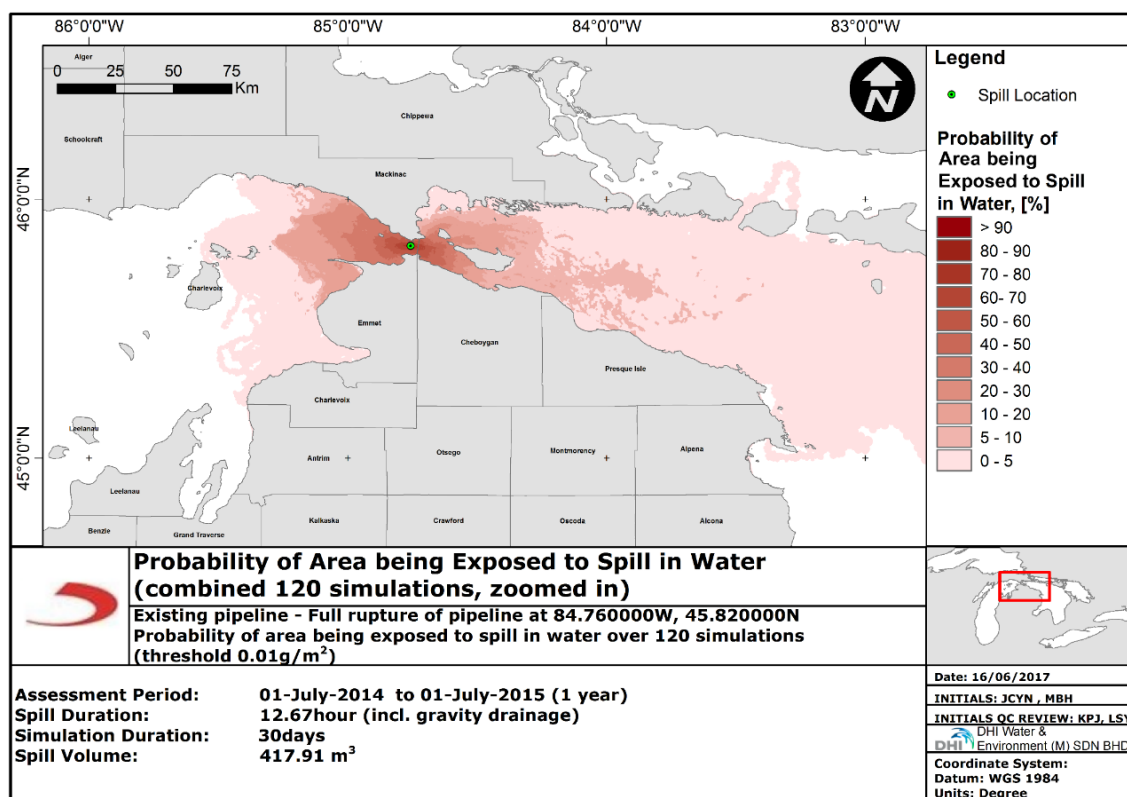 86°0'0"W 85°0'0"W 84°0'0"W 83°0'0"W
46°0'0"N
45°0'0"N
Alger
0 25 50 75
Km
N
Schoolcraft
Chippewa
Mackinac
Charlevoix
Emmet
Cheboygan
Presque Isle
Charlevoix
Leelanau
Antrim
Otsego
Montmorency
Alpena
Leelanau
Benzie
Grand Traverse
Kalkaska
Crawford
Oscoda
Alcona
Legend
Spill Location
Probability of
Area being
Exposed to Spill
in Water, [%]
> 90
80 - 90
70 - 80
60 - 70
50 - 60
40 - 50
30 - 40
20 - 30
10 - 20
5 - 10
0 - 5
Probability of Area being Exposed to Spill in Water
(combined 120 simulations, zoomed in)
Existing pipeline - Full rupture of pipeline at 84.760000W, 45.820000N
Probability of area being exposed to spill in water over 120 simulations
(threshold 0.01g/m²)
Assessment Period: 01-July-2014 to 01-July-2015 (1 year)
Spill Duration: 12.67hour (incl. gravity drainage)
Simulation Duration: 30days
Spill Volume: 417.91 m³
Date: 16/06/2017
INITIALS: JCYN , MBH
INITIALS QC REVIEW: KPJ, LSY
DHI
DHI Water &
Environment (M) SDN BHD
Coordinate System:
Datum: WGS 1984
Units: Degree